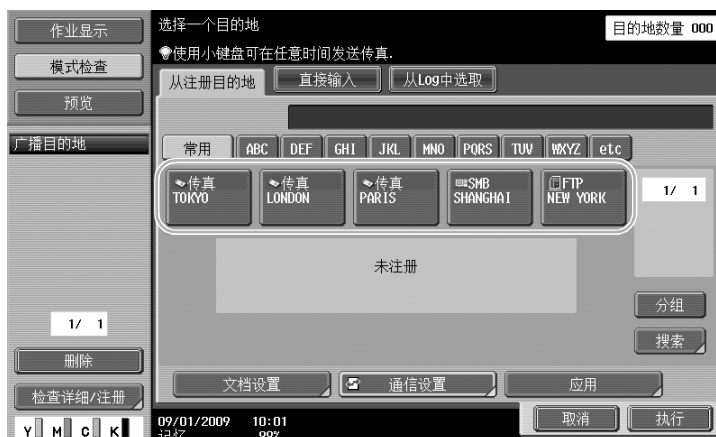 作业显示
模式检查
预览
广播目的地
1/ 1
删除
检查详细/注册
Y M C K
选择一个目的地
目的地数量 000
使用小键盘可在任意时间发送传真.
从注册目的地 直接输入 从Log中选取
常用 ABC DEF GHI JKL MNO PQRS TUV WXYZ etc
传真 TOKYO
传真 LONDON
传真 PARIS
SMB SHANGHAI
FTP NEW YORK
1/ 1
未注册
分组
搜索
文档设置 通信设置 应用
09/01/2009 10:01
记忆 99%
取消 执行